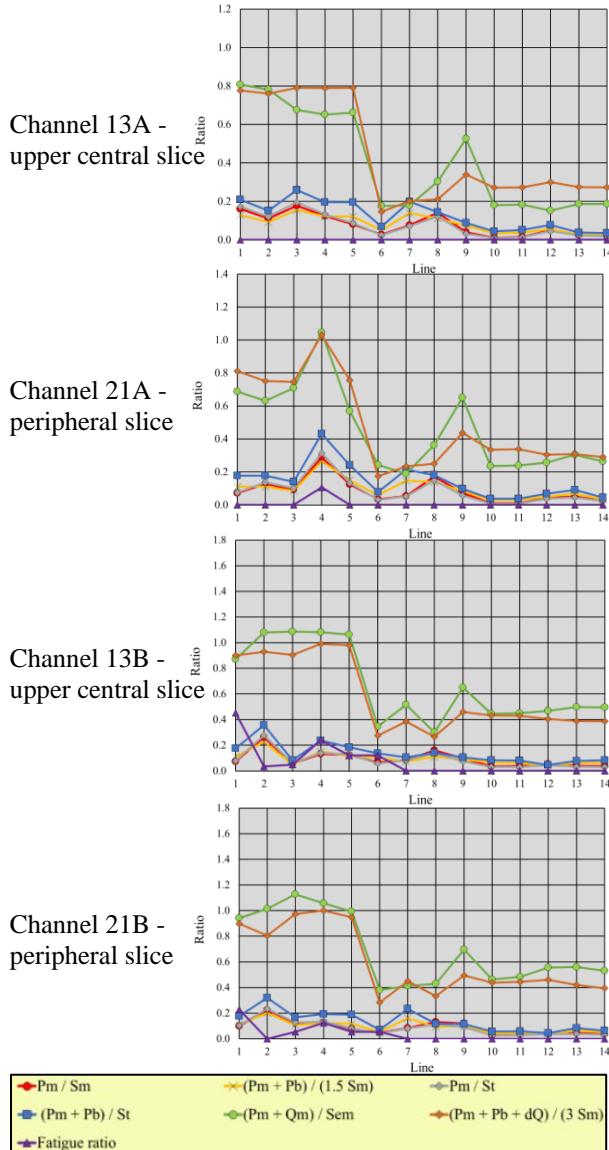 1.2
1.0
0.8
0.6
0.4
0.2
0.0
Ratio
Channel 13A -
upper central slice
1 2 3 4 5 6 7 8 9 10 11 12 13 14
Line
1.4
1.2
1.0
0.8
0.6
0.4
0.2
0.0
Ratio
Channel 21A -
peripheral slice
1 2 3 4 5 6 7 8 9 10 11 12 13 14
Line
1.8
1.6
1.4
1.2
1.0
0.8
0.6
0.4
0.2
0.0
Ratio
Channel 13B -
upper central slice
1 2 3 4 5 6 7 8 9 10 11 12 13 14
Line
1.8
1.6
1.4
1.2
1.0
0.8
0.6
0.4
0.2
0.0
Ratio
Channel 21B -
peripheral slice
1 2 3 4 5 6 7 8 9 10 11 12 13 14
Line
Pm / Sm (Pm + Pb) / (1.5 Sm) Pm / St
(Pm + Pb) / St (Pm + Qm) / Sem (Pm + Pb + dQ) / (3 Sm)
Fatigue ratio